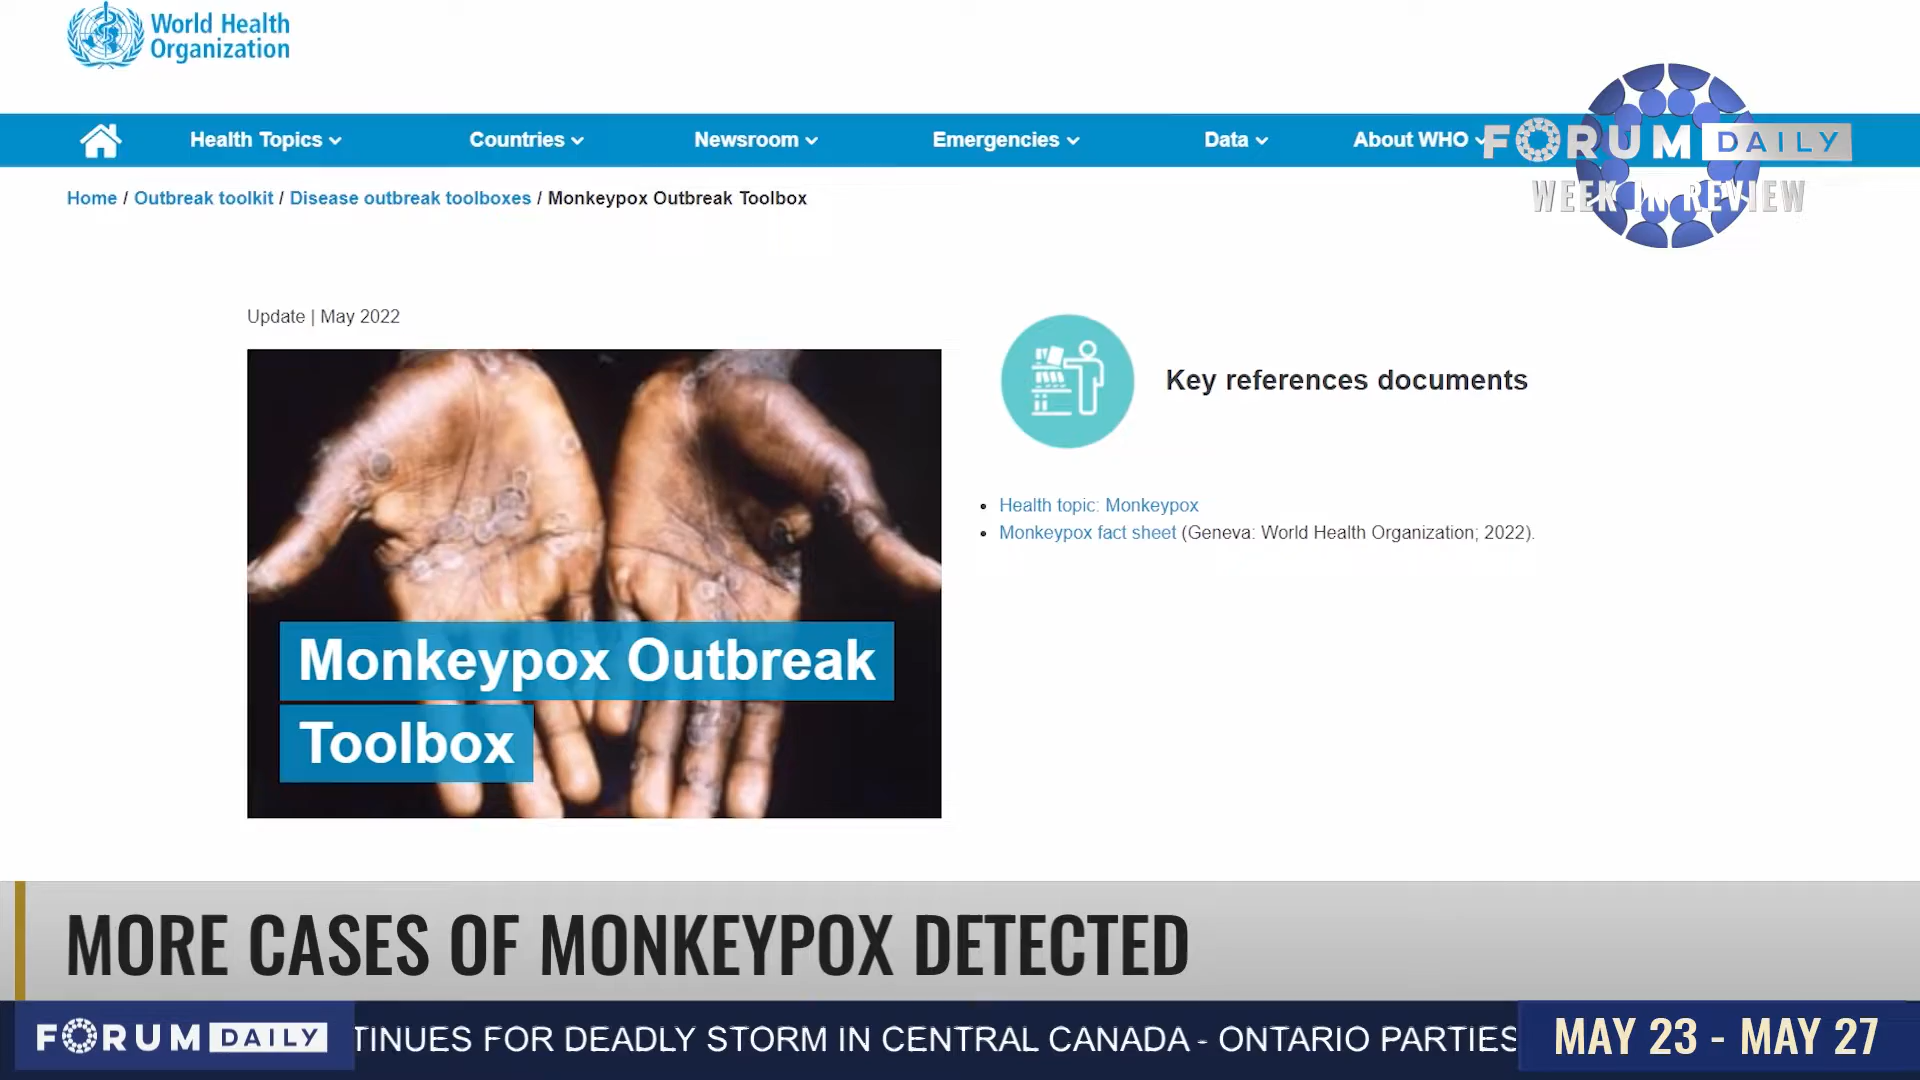 World Health
Organization
Health Topics
Countries
Newsroom
Emergencies
Data
About WHO
FORUM DAILY
WEEK IN REVIEW
Home / Outbreak toolkit / Disease outbreak toolboxes / Monkeypox Outbreak Toolbox
Update | May 2022
Key references documents
Health topic: Monkeypox
Monkeypox fact sheet (Geneva: World Health Organization; 2022).
Monkeypox Outbreak
Toolbox
MORE CASES OF MONKEYPOX DETECTED
FORUM DAILY
TINUES FOR DEADLY STORM IN CENTRAL CANADA - ONTARIO PARTIES
MAY 23 - MAY 27